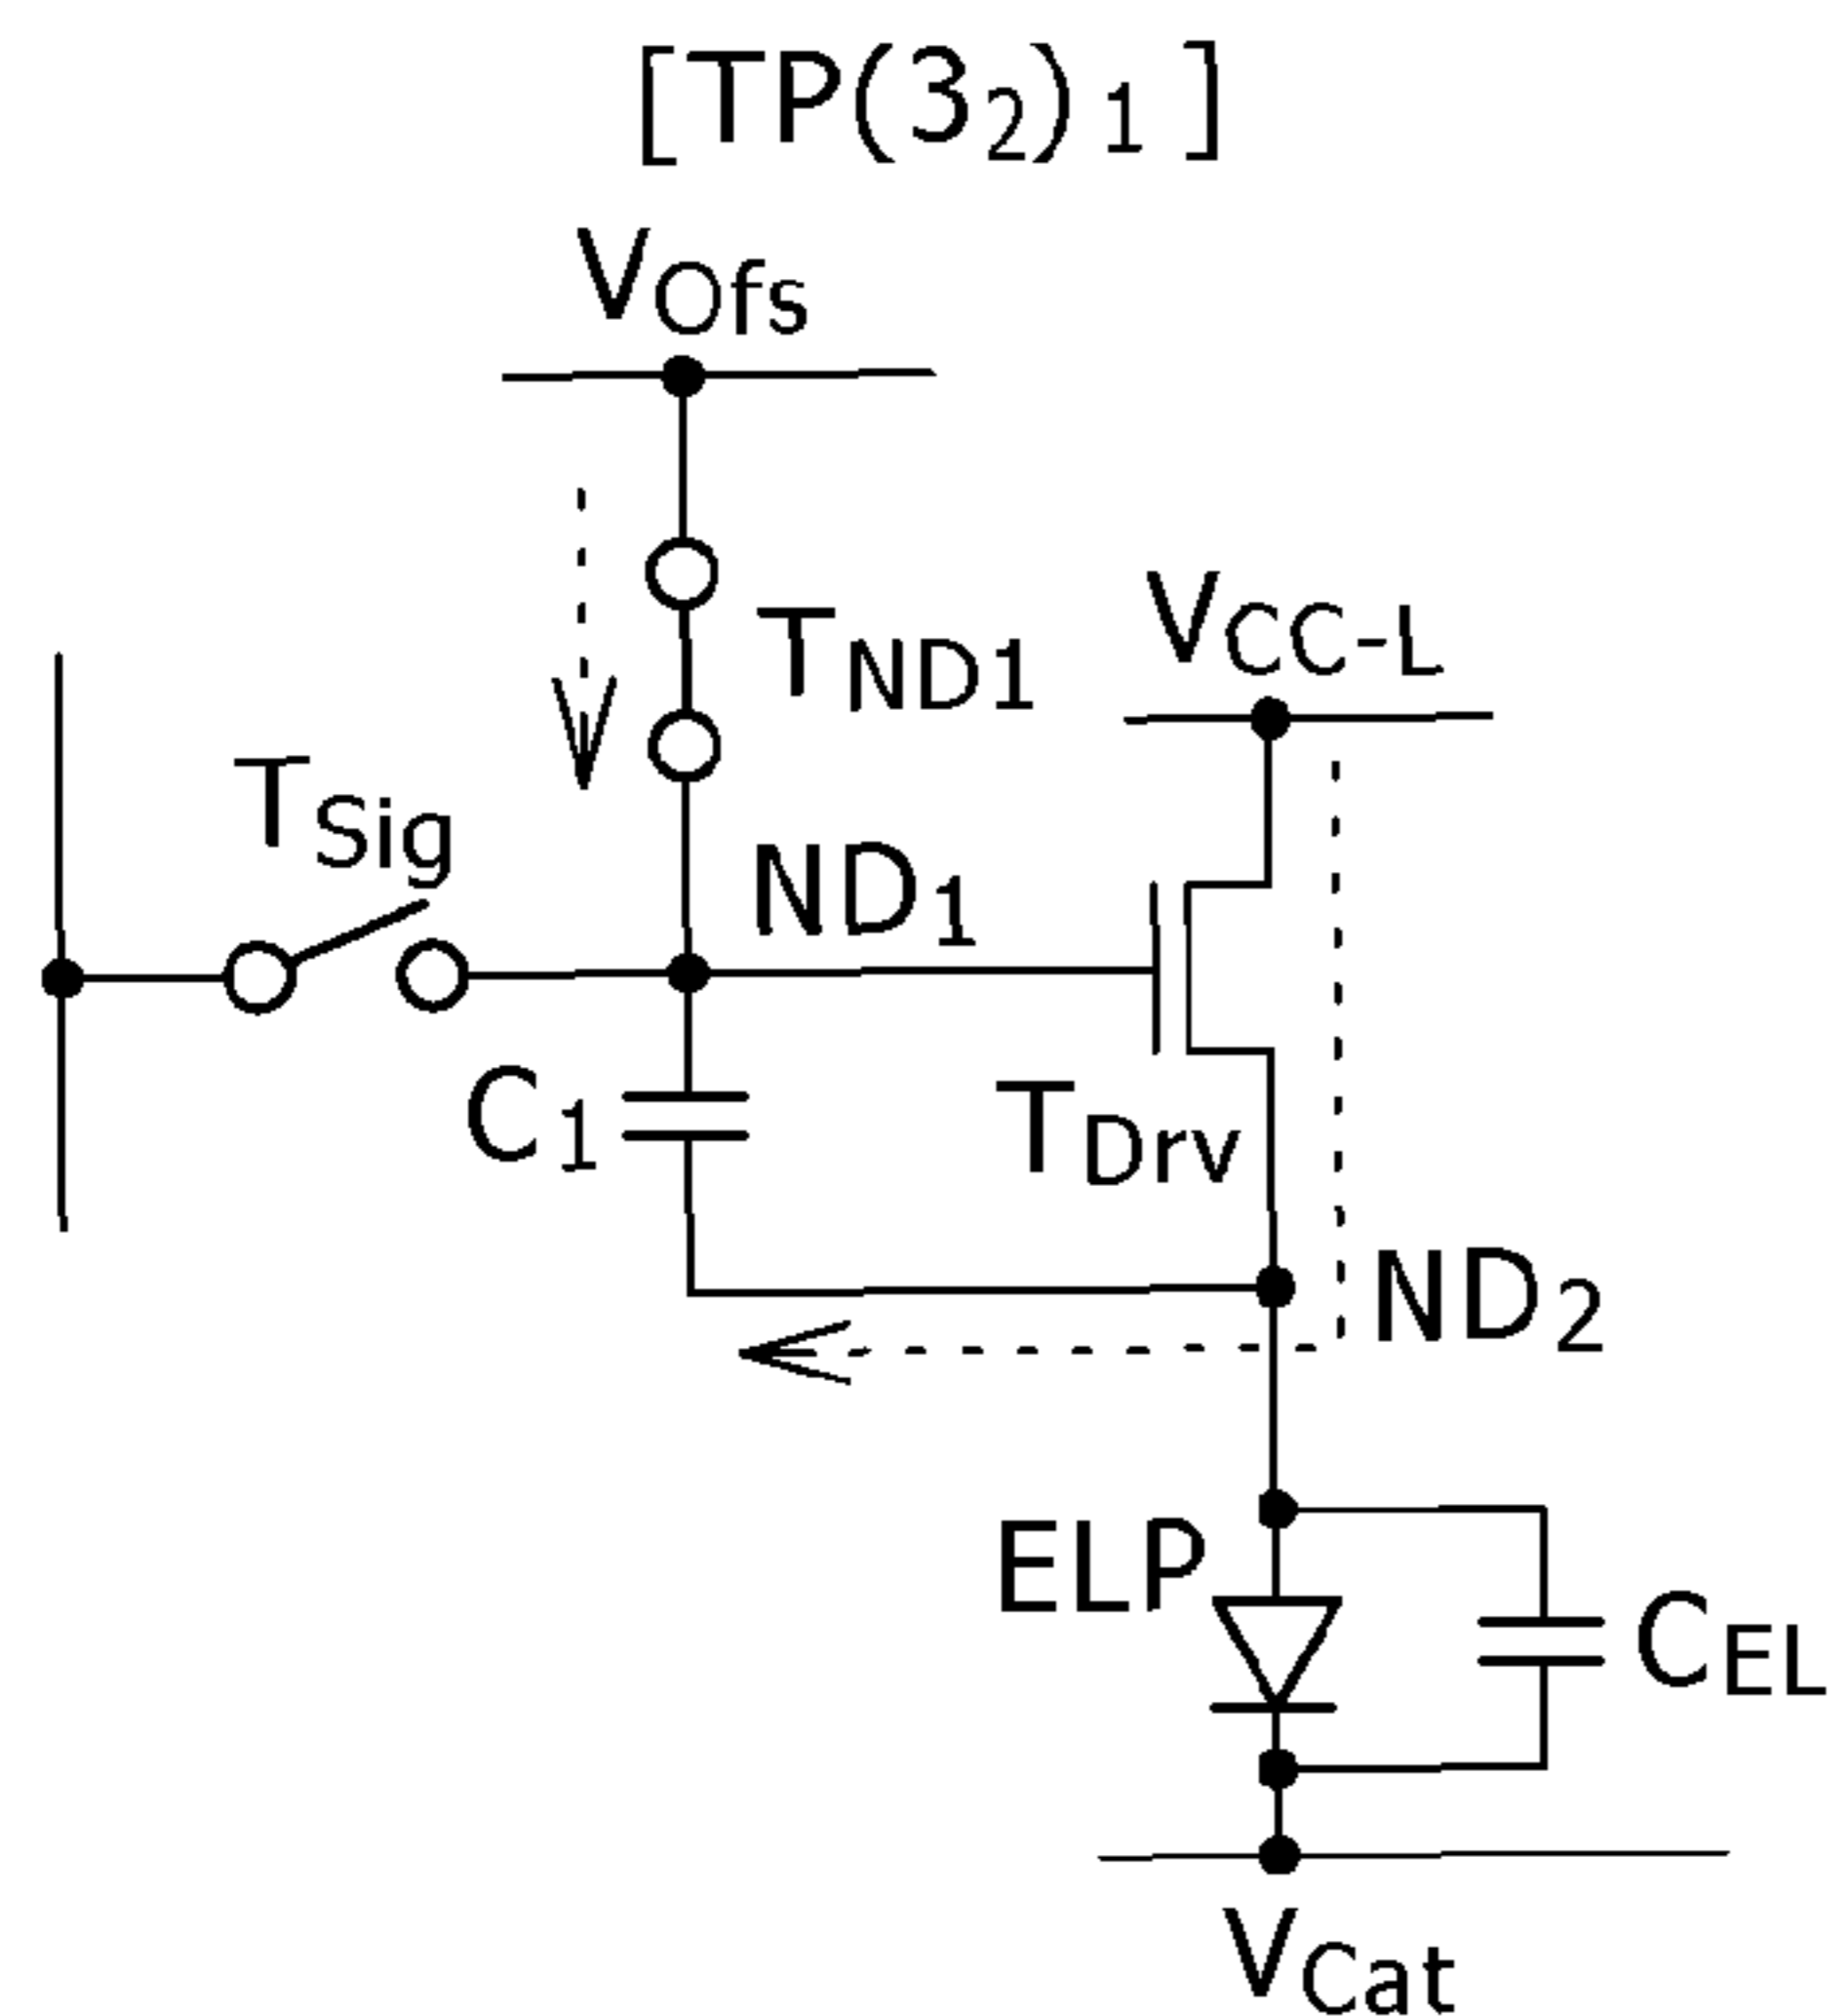 [TP(3₂)₁]
VOfs
TND1
VCC-L
TSig
ND₁
C₁
TDrv
ND₂
ELP
CEL
VCat